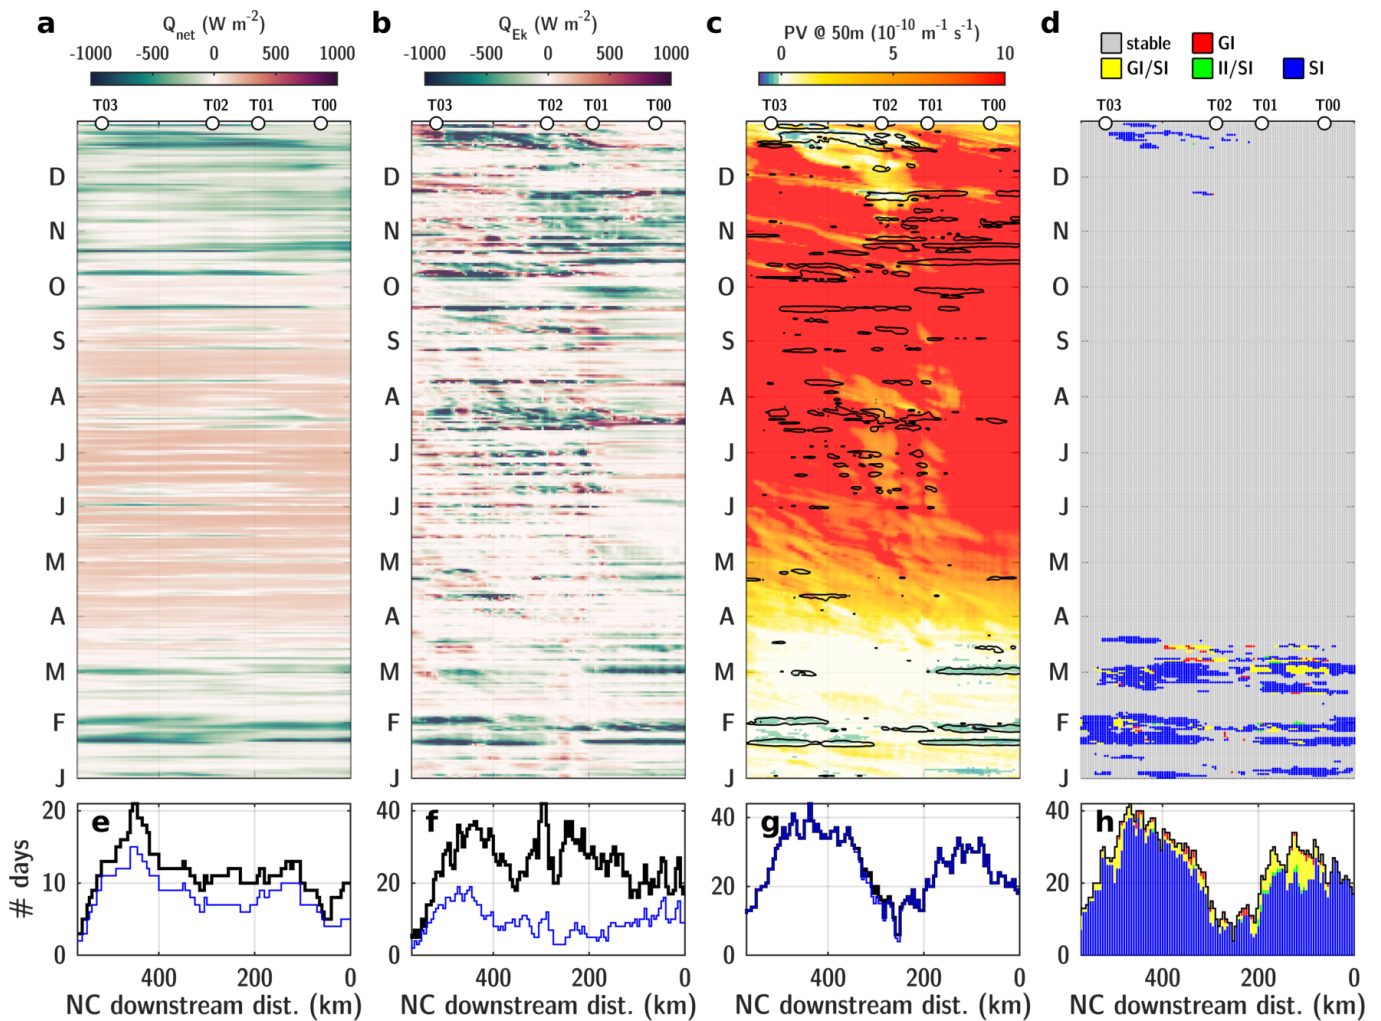 a
Q_net (W m^-2)
-1000 -500 0 500 1000
T03 T02 T01 T00
D
N
O
S
A
J
J
M
A
M
F
J
b
Q_Ek (W m^-2)
-1000 -500 0 500 1000
T03 T02 T01 T00
D
N
O
S
A
J
J
M
A
M
F
J
c
PV @ 50m (10^-10 m^-1 s^-1)
0 5 10
T03 T02 T01 T00
D
N
O
S
A
J
J
M
A
M
F
J
d
stable GI
GI/SI II/SI SI
T03 T02 T01 T00
D
N
O
S
A
J
J
M
A
M
F
J
e
# days
20
10
0
400 200 0
NC downstream dist. (km)
f
40
20
0
400 200 0
NC downstream dist. (km)
g
40
20
0
400 200 0
NC downstream dist. (km)
h
40
20
0
400 200 0
NC downstream dist. (km)